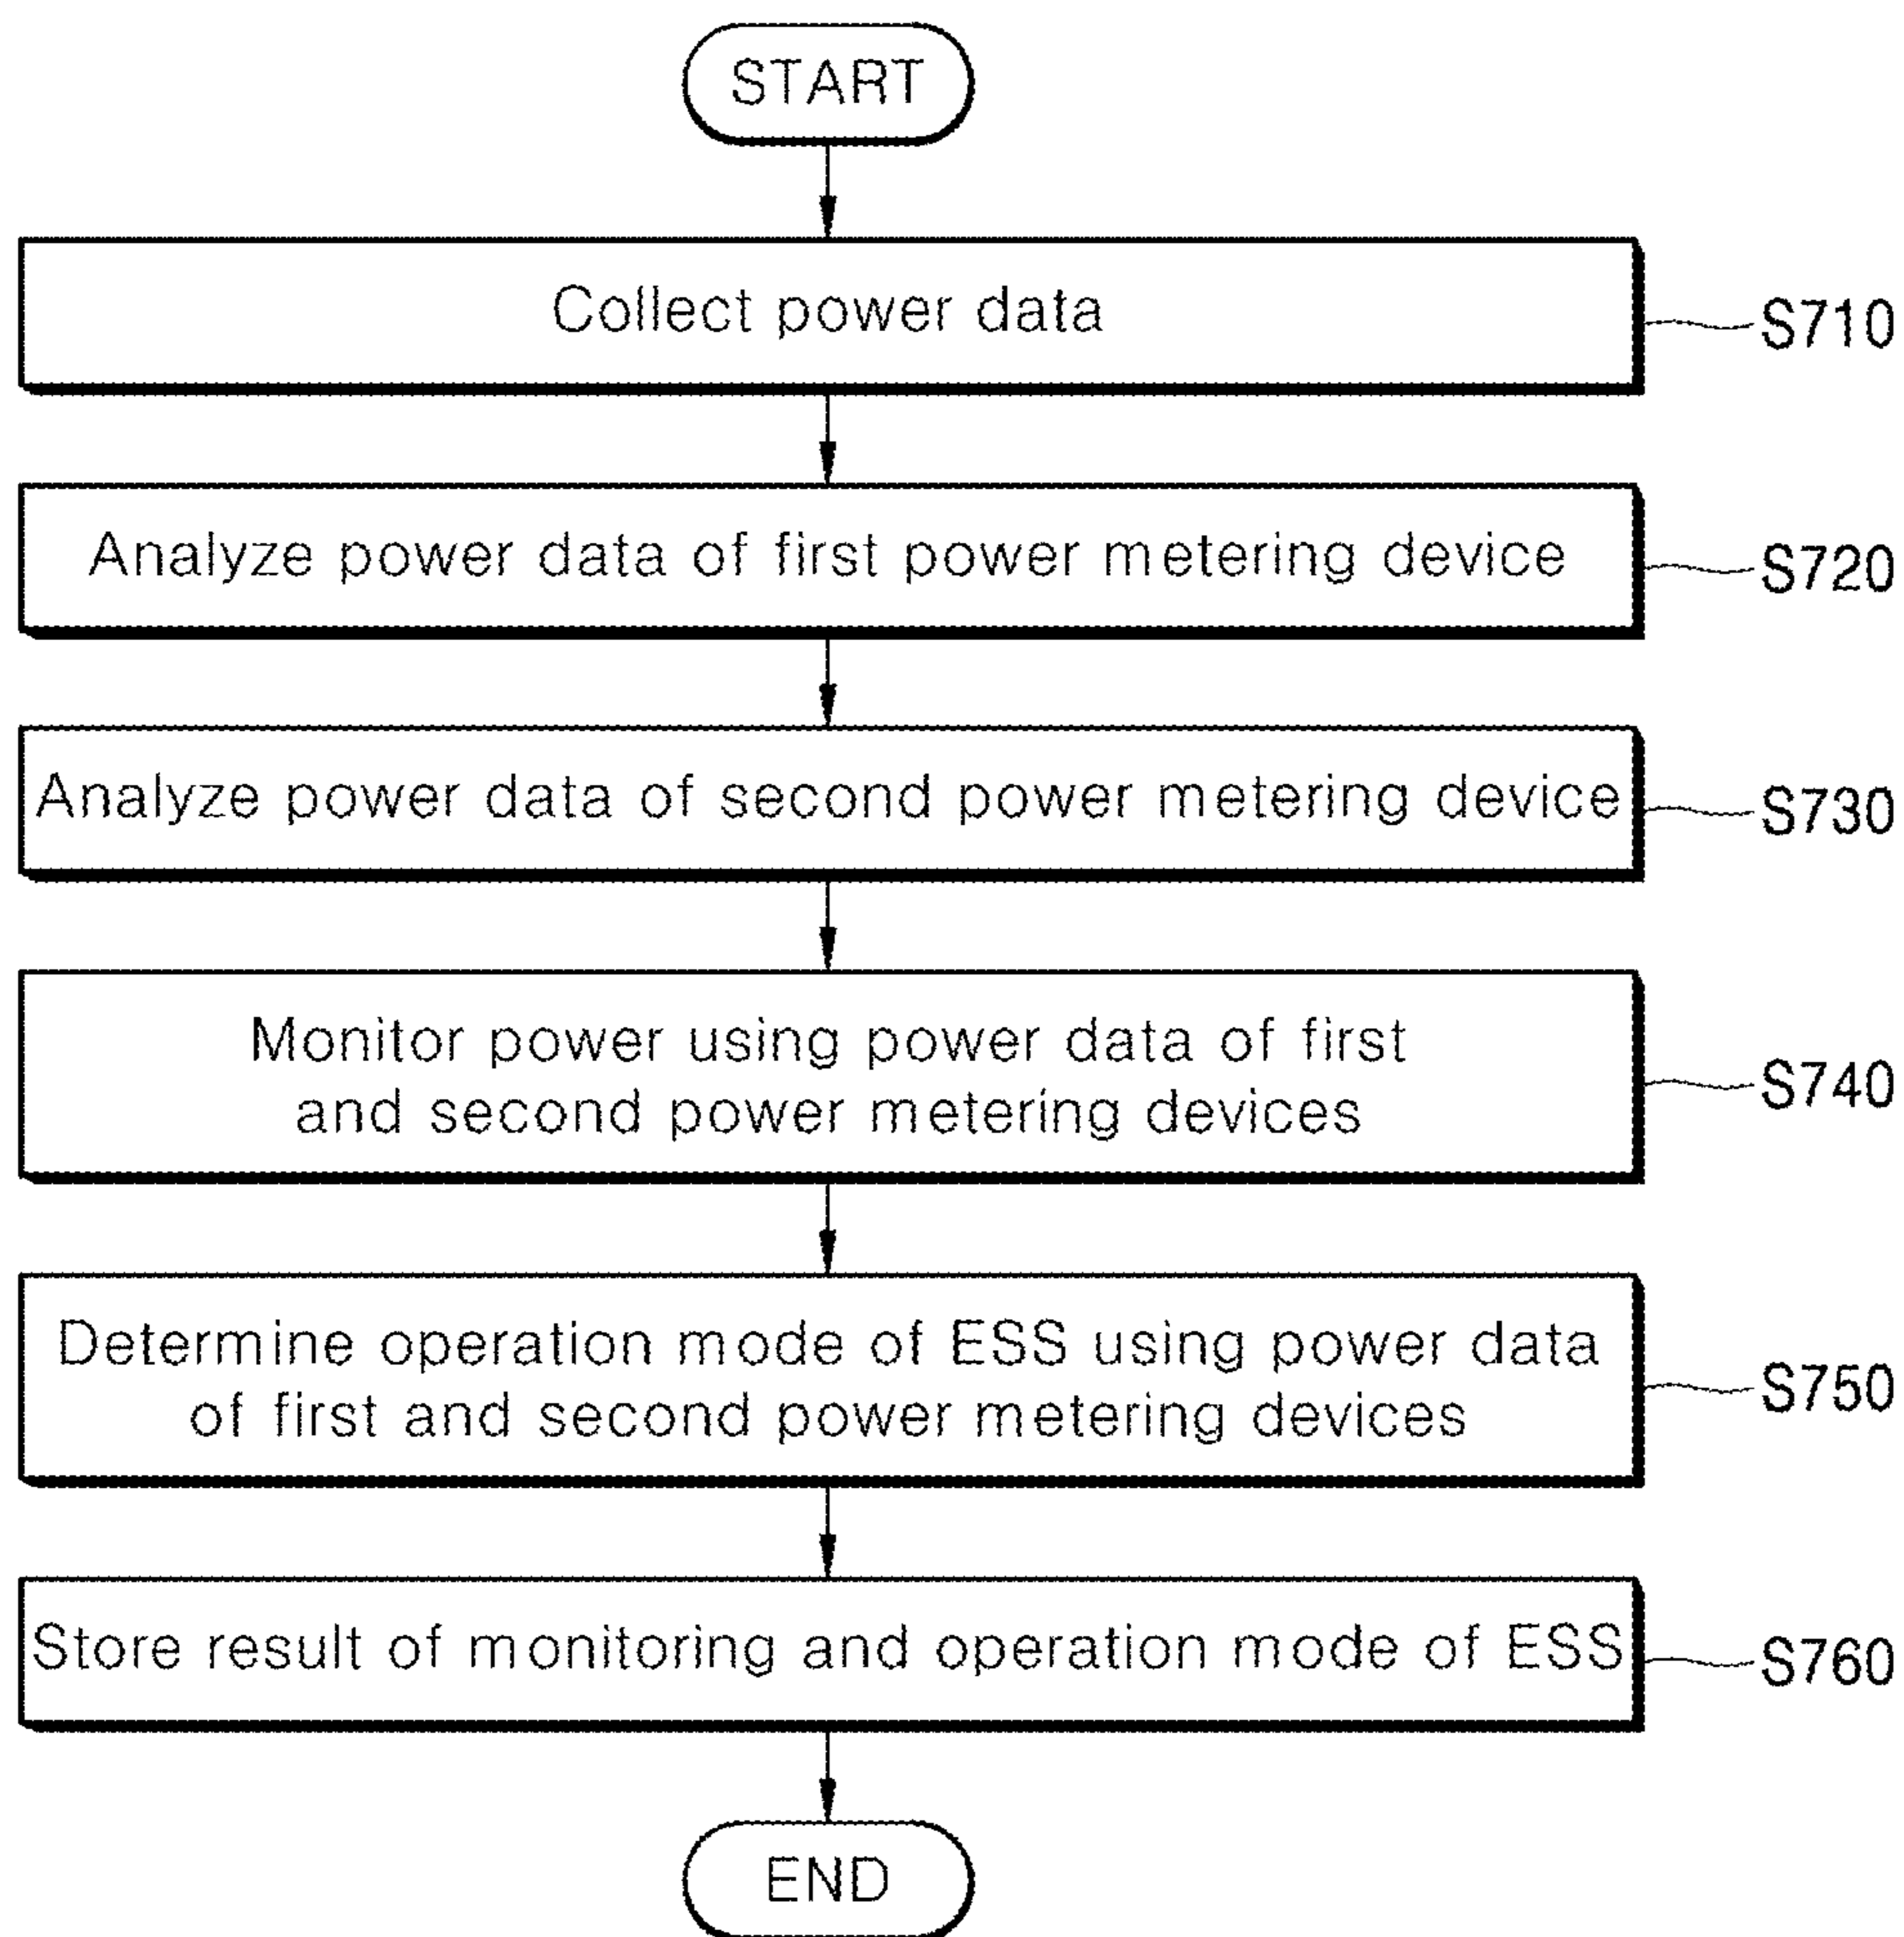 START
Collect power data
S710
Analyze power data of first power metering device
S720
Analyze power data of second power metering device
S730
Monitor power using power data of first
and second power metering devices
S740
Determine operation mode of ESS using power data
of first and second power metering devices
S750
Store result of monitoring and operation mode of ESS
S760
END